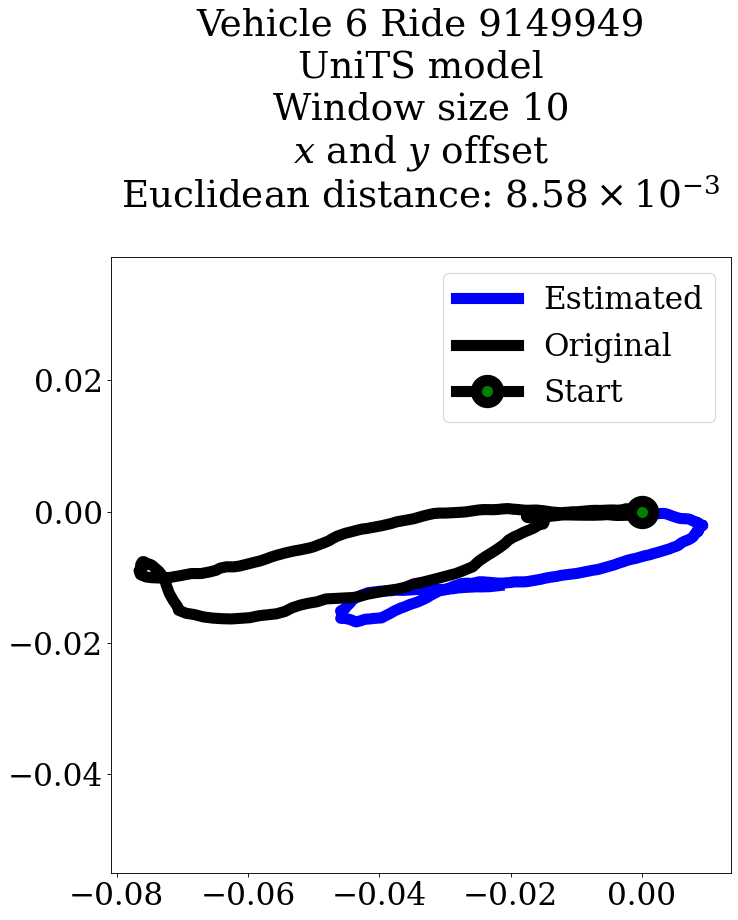 Vehicle 6 Ride 9149949
UniTS model
Window size 10
x and y offset
Euclidean distance: 8.58 × 10⁻³
Estimated
Original
Start
0.02
0.00
−0.02
−0.04
−0.08 −0.06 −0.04 −0.02 0.00